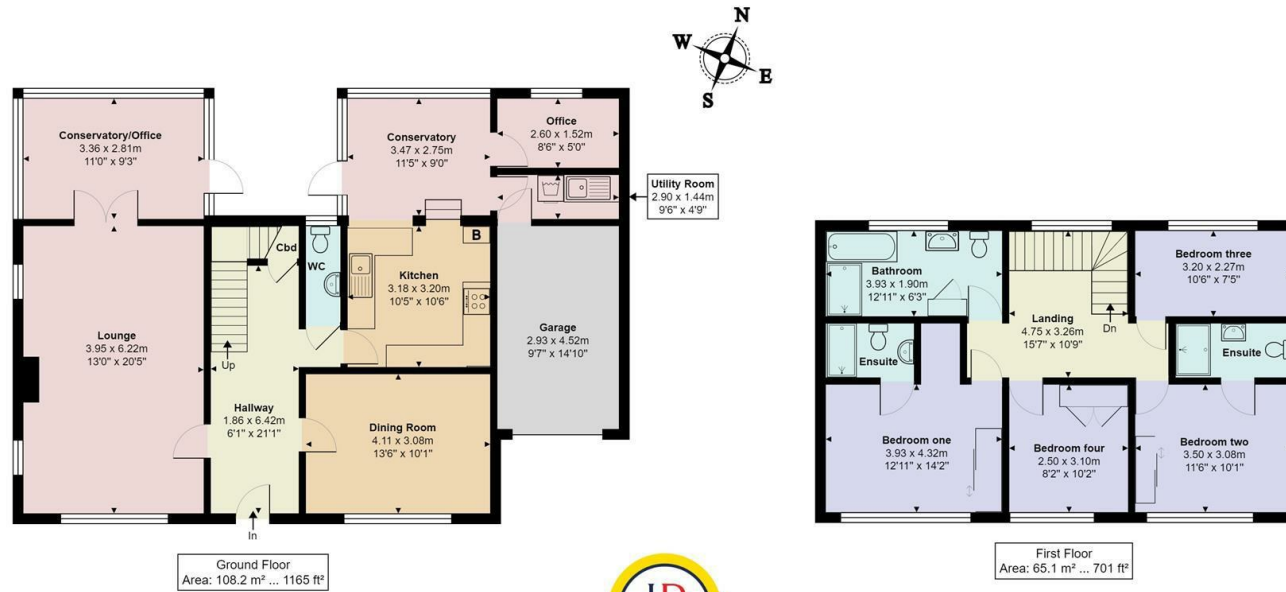 N
W
E
S
Conservatory/Office
3.36 x 2.81m
11'0" x 9'3"
Conservatory
3.47 x 2.75m
11'5" x 9'0"
Office
2.60 x 1.52m
8'6" x 5'0"
Utility Room
2.90 x 1.44m
9'6" x 4'9"
Cbd
WC
B
Kitchen
3.18 x 3.20m
10'5" x 10'6"
Lounge
3.95 x 6.22m
13'0" x 20'5"
Up
Garage
2.93 x 4.52m
9'7" x 14'10"
Hallway
1.86 x 6.42m
6'1" x 21'1"
Dining Room
4.11 x 3.08m
13'6" x 10'1"
In
Ground Floor
Area: 108.2 m² ... 1165 ft²
Bathroom
3.93 x 1.90m
12'11" x 6'3"
Bedroom three
3.20 x 2.27m
10'6" x 7'5"
Landing
4.75 x 3.26m
15'7" x 10'9"
Dn
Ensuite
Ensuite
Bedroom one
3.93 x 4.32m
12'11" x 14'2"
Bedroom four
2.50 x 3.10m
8'2" x 10'2"
Bedroom two
3.50 x 3.08m
11'6" x 10'1"
First Floor
Area: 65.1 m² ... 701 ft²